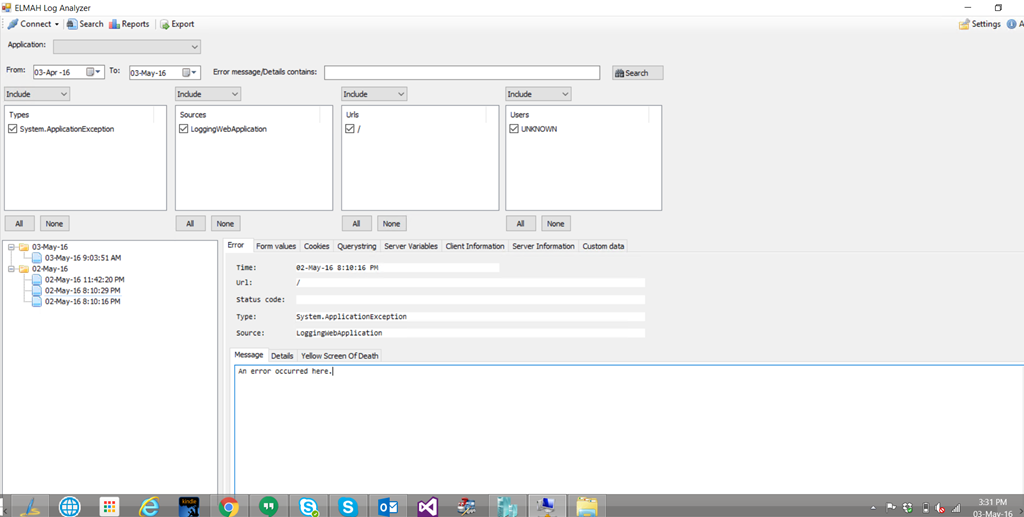 ELMAH Log Analyzer
Connect Search Reports Export Settings A
Application:
From: 03-Apr -16 To: 03-May-16 Error message/Details contains: Search
Include Include Include Include
Types Sources Urls Users
System.ApplicationException LoggingWebApplication / UNKNOWN
All None All None All None All None
03-May-16
03-May-16 9:03:51 AM
02-May-16
02-May-16 11:42:20 PM
02-May-16 8:10:29 PM
02-May-16 8:10:16 PM
Error Form values Cookies Querystring Server Variables Client Information Server Information Custom data
Time: 02-May-16 8:10:16 PM
Url: /
Status code:
Type: System.ApplicationException
Source: LoggingWebApplication
Message Details Yellow Screen Of Death
An error occurred here.
kindle
3:31 PM
03-May-16